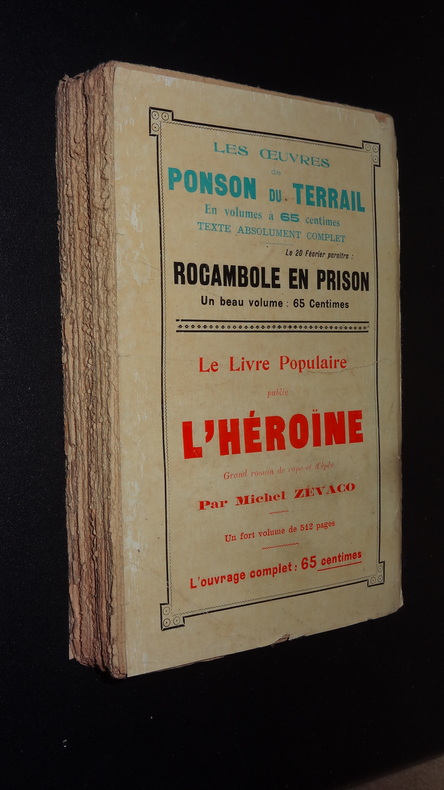 LES ŒUVRES
de
PONSON DU TERRAIL
En volumes à 65 centimes
TEXTE ABSOLUMENT COMPLET
Le 20 Février paraîtra :
ROCAMBOLE EN PRISON
Un beau volume : 65 Centimes
Le Livre Populaire
publie
L'HÉROÏNE
Grand roman de cape et d'épée
Par Michel ZÉVACO
Un fort volume de 512 pages
L'ouvrage complet : 65 centimes